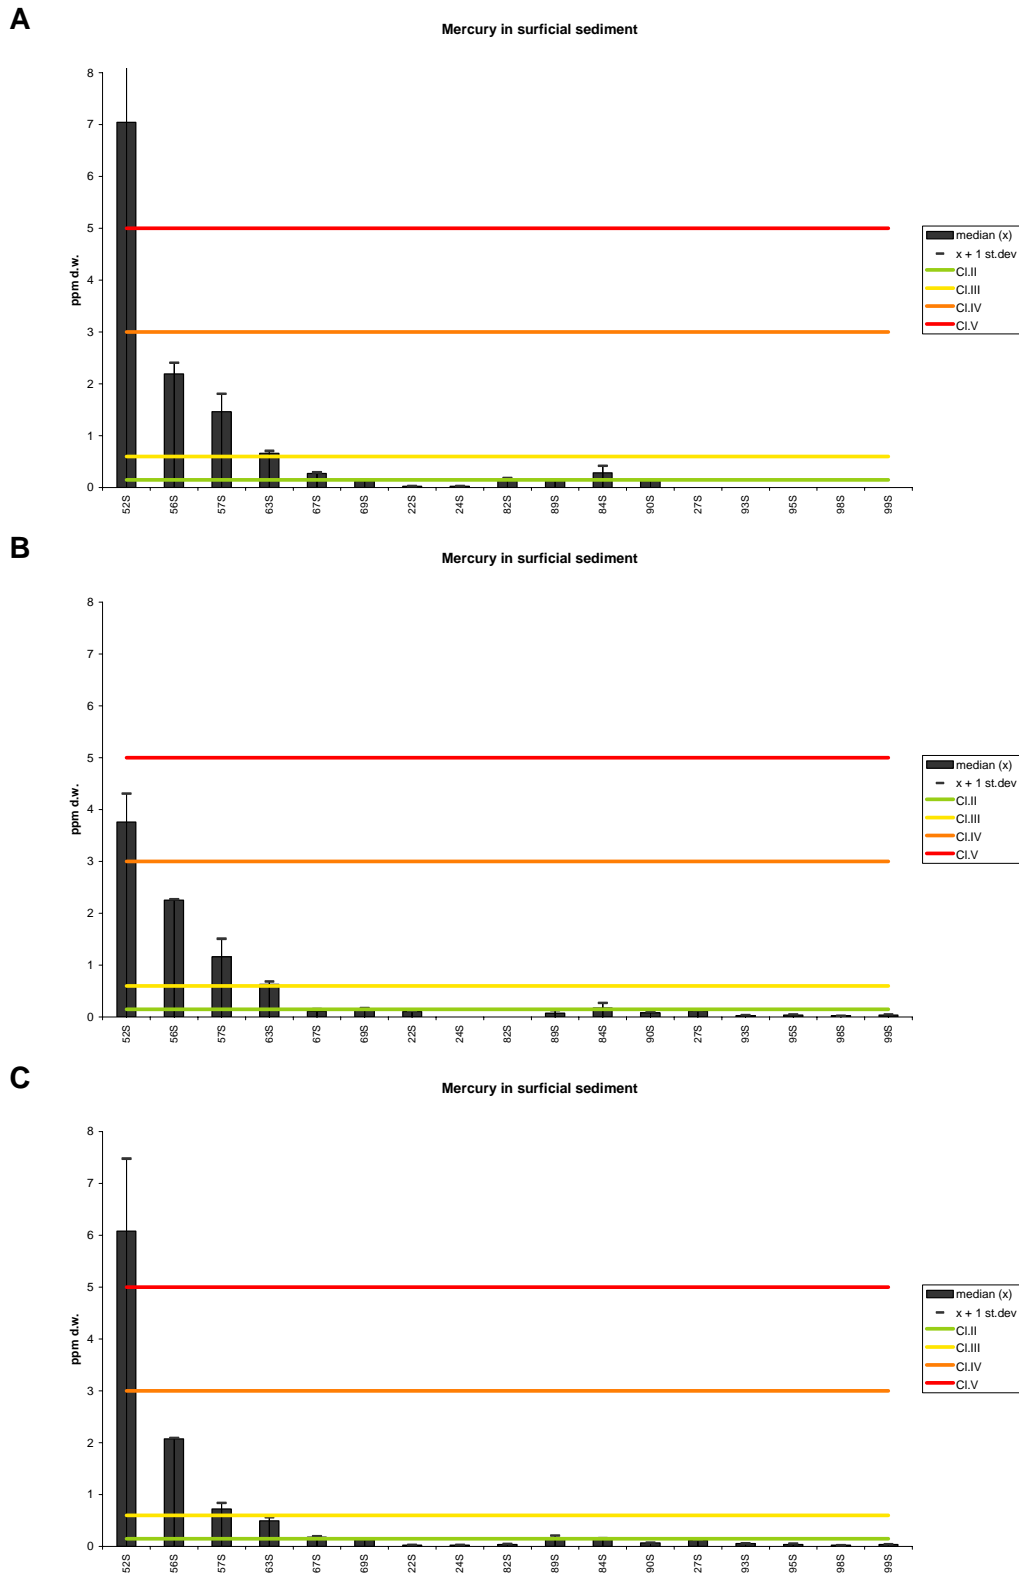 A
Mercury in surficial sediment
8
7
6
5
4
3
2
1
0
ppm d.w.
52S 56S 57S 63S 67S 69S 22S 24S 82S 89S 84S 90S 27S 93S 95S 98S 99S
median (x)
x + 1 st.dev
Cl.II
Cl.III
Cl.IV
Cl.V
B
Mercury in surficial sediment
8
7
6
5
4
3
2
1
0
ppm d.w.
52S 56S 57S 63S 67S 69S 22S 24S 82S 89S 84S 90S 27S 93S 95S 98S 99S
median (x)
x + 1 st.dev
Cl.II
Cl.III
Cl.IV
Cl.V
C
Mercury in surficial sediment
8
7
6
5
4
3
2
1
0
ppm d.w.
52S 56S 57S 63S 67S 69S 22S 24S 82S 89S 84S 90S 27S 93S 95S 98S 99S
median (x)
x + 1 st.dev
Cl.II
Cl.III
Cl.IV
Cl.V